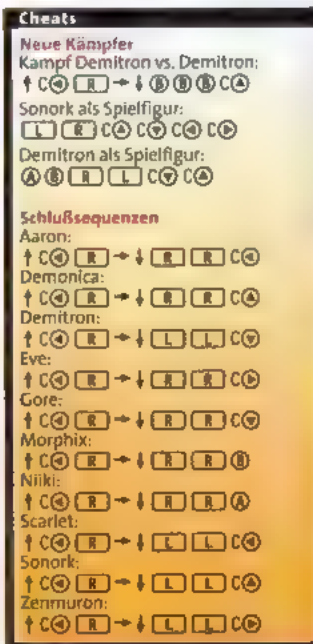 Cheats
Neue Kämpfer
Kampf Demitron vs. Demitron:
↑ C◄ R → ↓ B B B C▲
Sonork als Spielfigur:
L R C▲ C▼ C◄ C►
Demitron als Spielfigur:
A B R L C▼ C▲
Schlußsequenzen
Aaron:
↑ C◄ R → ↓ R R C◄
Demonica:
↑ C◄ R → ↓ R R C▲
Demitron:
↑ C◄ R → ↓ L L C▼
Eve:
↑ C◄ R → ↓ R R C►
Gore:
↑ C◄ R → ↓ R R C▼
Morphix:
↑ C◄ R → ↓ R R B
Niiki:
↑ C◄ R → ↓ R R A
Scarlet:
↑ C◄ R → ↓ L L C◄
Sonork:
↑ C◄ R → ↓ L L C▲
Zenmuron:
↑ C◄ R → ↓ L L C►